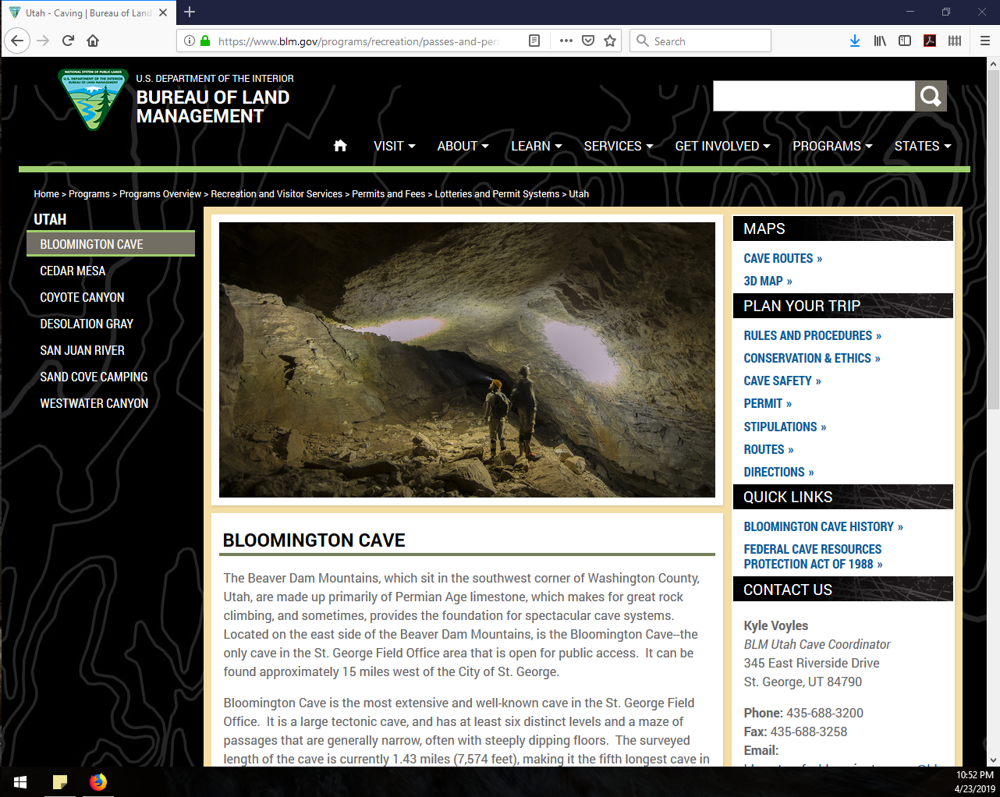 Utah - Caving | Bureau of Land
https://www.blm.gov/programs/recreation/passes-and-per
Search
NATIONAL SYSTEM OF PUBLIC LANDS
U.S. DEPARTMENT OF THE INTERIOR
BUREAU OF LAND MANAGEMENT
U.S. DEPARTMENT OF THE INTERIOR
BUREAU OF LAND
MANAGEMENT
VISIT ABOUT LEARN SERVICES GET INVOLVED PROGRAMS STATES
Home > Programs > Programs Overview > Recreation and Visitor Services > Permits and Fees > Lotteries and Permit Systems > Utah
UTAH
BLOOMINGTON CAVE
CEDAR MESA
COYOTE CANYON
DESOLATION GRAY
SAN JUAN RIVER
SAND COVE CAMPING
WESTWATER CANYON
BLOOMINGTON CAVE
The Beaver Dam Mountains, which sit in the southwest corner of Washington County,
Utah, are made up primarily of Permian Age limestone, which makes for great rock
climbing, and sometimes, provides the foundation for spectacular cave systems.
Located on the east side of the Beaver Dam Mountains, is the Bloomington Cave--the
only cave in the St. George Field Office area that is open for public access.  It can be
found approximately 15 miles west of the City of St. George.
Bloomington Cave is the most extensive and well-known cave in the St. George Field
Office.  It is a large tectonic cave, and has at least six distinct levels and a maze of
passages that are generally narrow, often with steeply dipping floors.  The surveyed
length of the cave is currently 1.43 miles (7,574 feet), making it the fifth longest cave in
MAPS
CAVE ROUTES »
3D MAP »
PLAN YOUR TRIP
RULES AND PROCEDURES »
CONSERVATION & ETHICS »
CAVE SAFETY »
PERMIT »
STIPULATIONS »
ROUTES »
DIRECTIONS »
QUICK LINKS
BLOOMINGTON CAVE HISTORY »
FEDERAL CAVE RESOURCES
PROTECTION ACT OF 1988 »
CONTACT US
Kyle Voyles
BLM Utah Cave Coordinator
345 East Riverside Drive
St. George, UT 84790
Phone: 435-688-3200
Fax: 435-688-3258
Email:
10:52 PM
4/23/2019